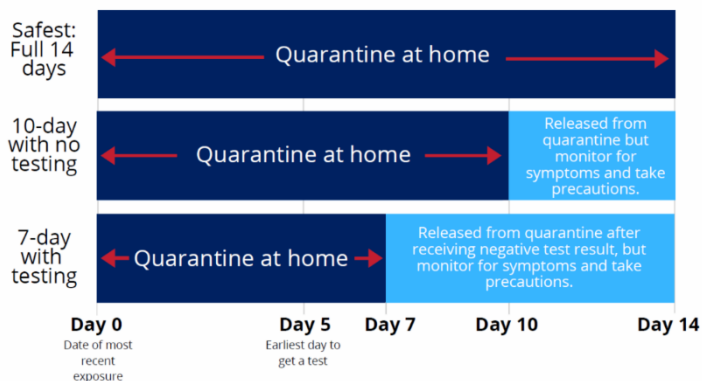 Safest:
Full 14
days
Quarantine at home
10-day
with no
testing
Quarantine at home
Released from
quarantine but
monitor for
symptoms and take
precautions.
7-day
with
testing
Quarantine at home
Released from quarantine after
receiving negative test result, but
monitor for symptoms and take
precautions.
Day 0
Date of most
recent
exposure
Day 5
Earliest day to
get a test
Day 7
Day 10
Day 14